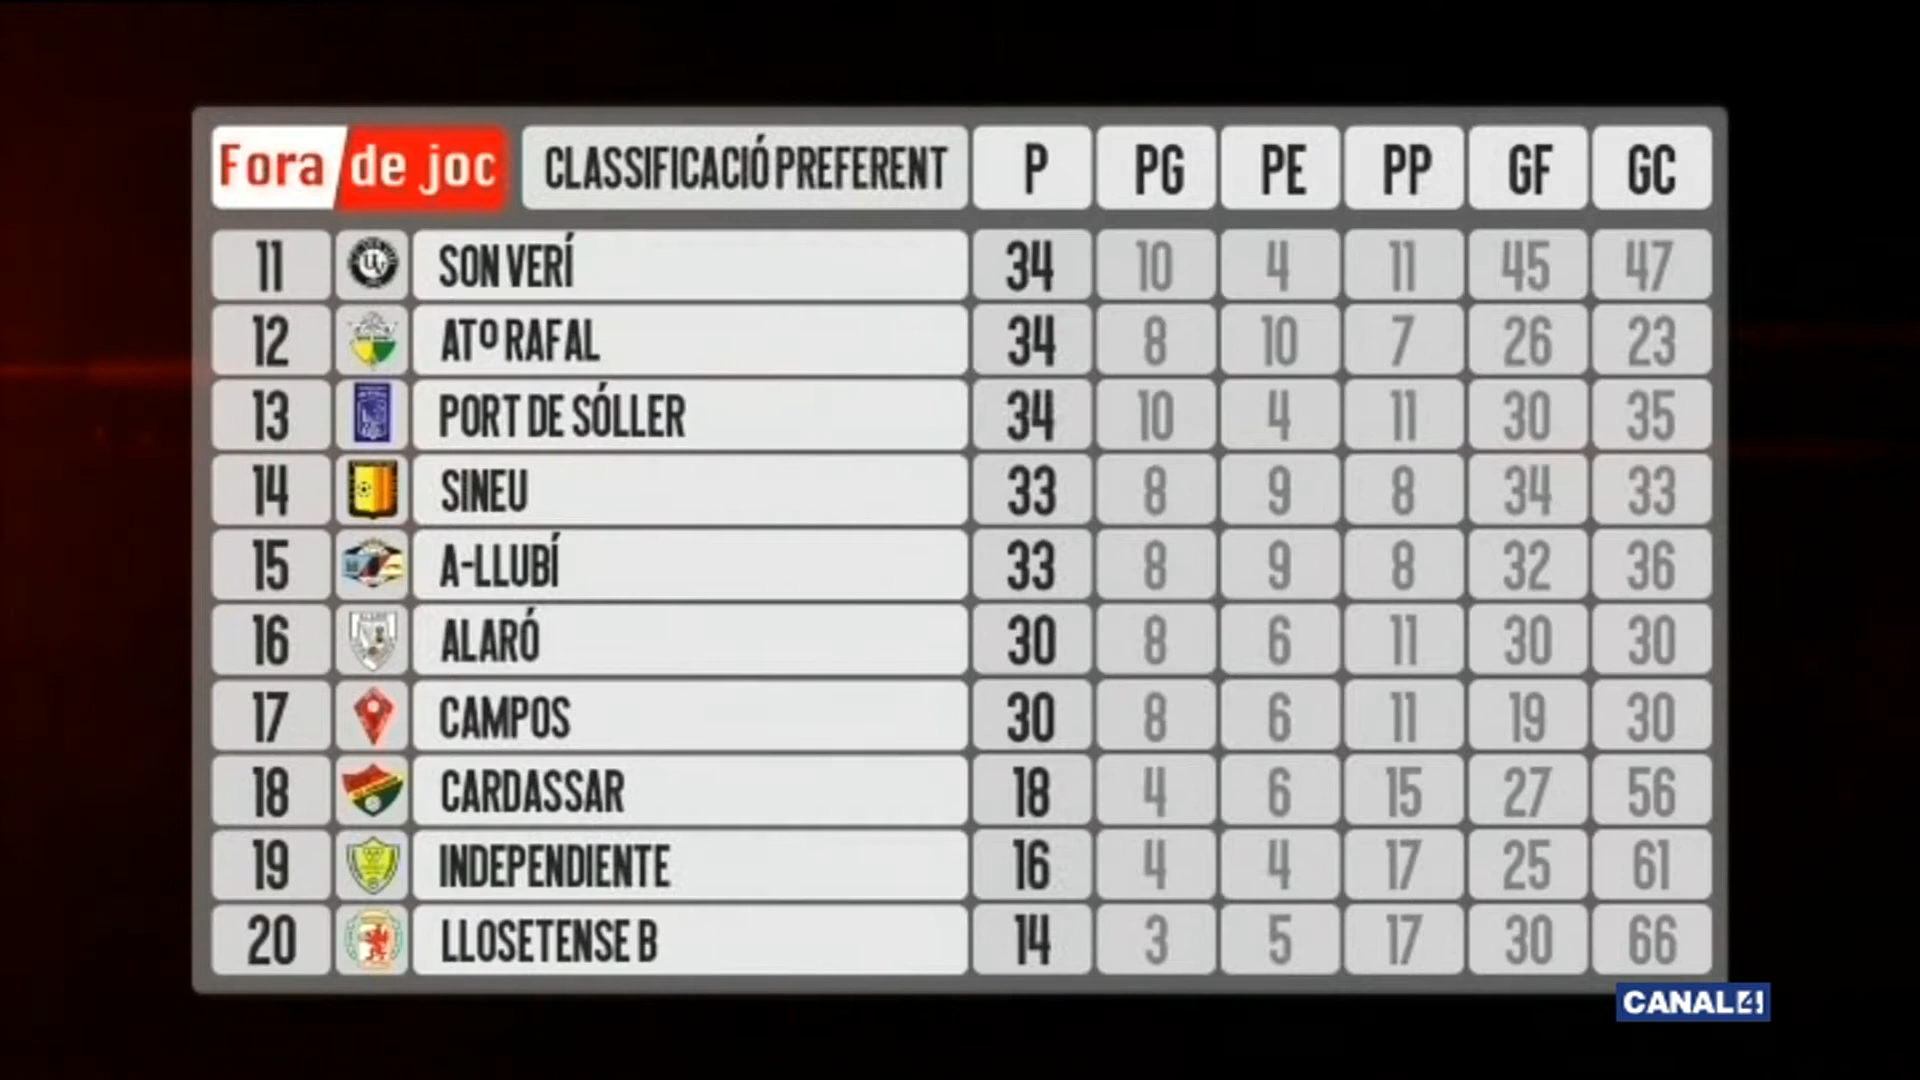 Fora de joc CLASSIFICACIÓ PREFERENT P PG PE PP GF GC
11 SON VERÍ 34 10 4 11 45 47
12 ATº RAFAL 34 8 10 7 26 23
13 PORT DE SÓLLER 34 10 4 11 30 35
14 SINEU 33 8 9 8 34 33
15 A-LLUBÍ 33 8 9 8 32 36
16 ALARÓ 30 8 6 11 30 30
17 CAMPOS 30 8 6 11 19 30
18 CARDASSAR 18 4 6 15 27 56
19 INDEPENDIENTE 16 4 4 17 25 61
20 LLOSETENSE B 14 3 5 17 30 66
CANAL4